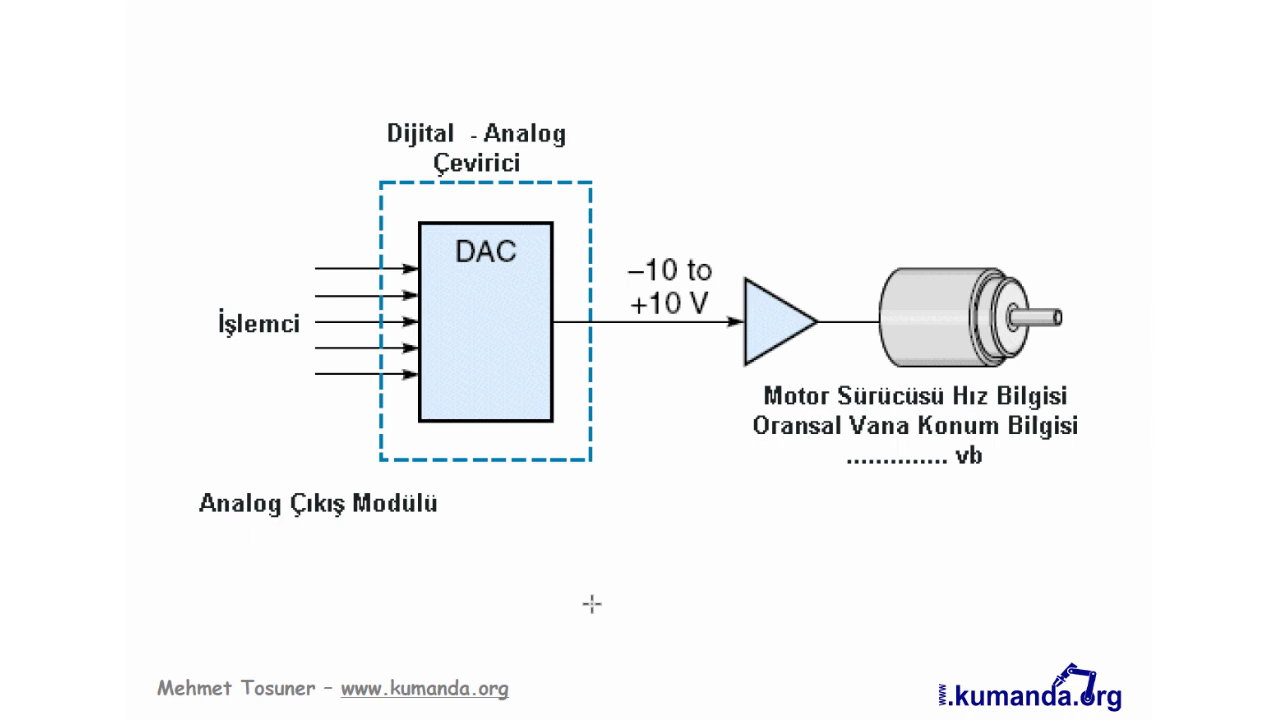 Dijital - Analog
Çevirici
DAC
–10 to
+10 V
İşlemci
Motor Sürücüsü Hız Bilgisi
Oransal Vana Konum Bilgisi
.............. vb
Analog Çıkış Modülü
Mehmet Tosuner – www.kumanda.org
www.kumanda.org